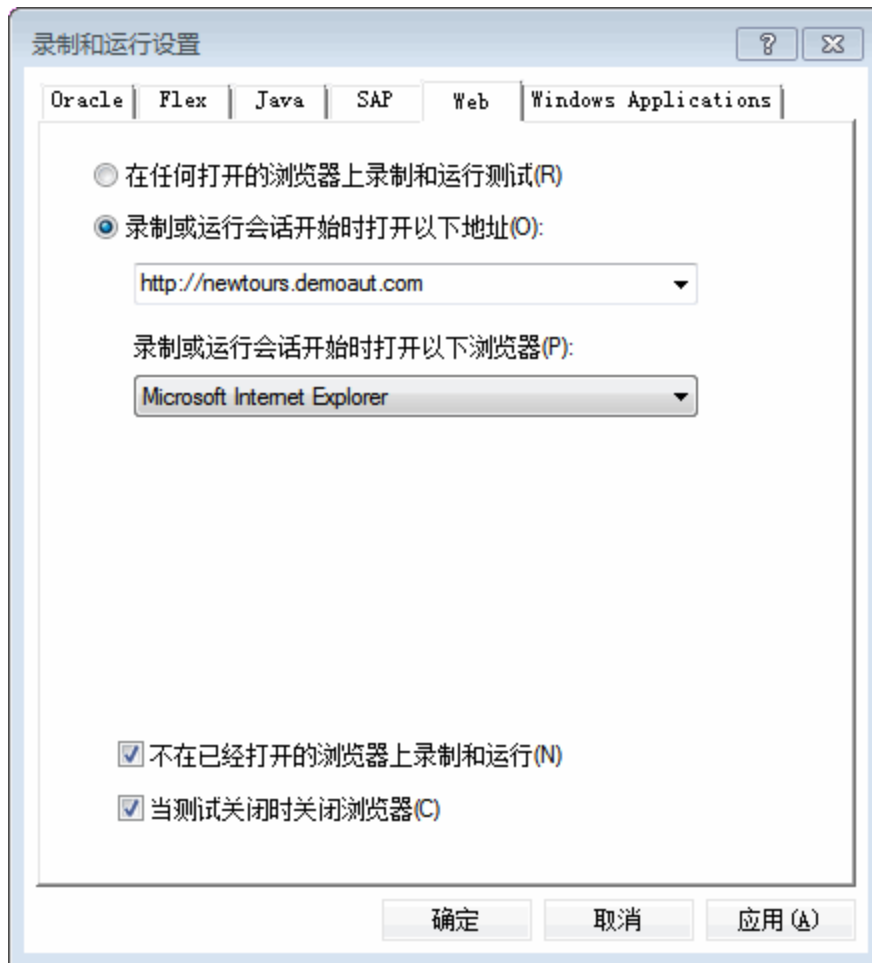 录制和运行设置
Oracle Flex Java SAP Web Windows Applications
在任何打开的浏览器上录制和运行测试(R)
录制或运行会话开始时打开以下地址(O):
http://newtours.demoaut.com
录制或运行会话开始时打开以下浏览器(P):
Microsoft Internet Explorer
不在已经打开的浏览器上录制和运行(N)
当测试关闭时关闭浏览器(C)
确定 取消 应用(A)